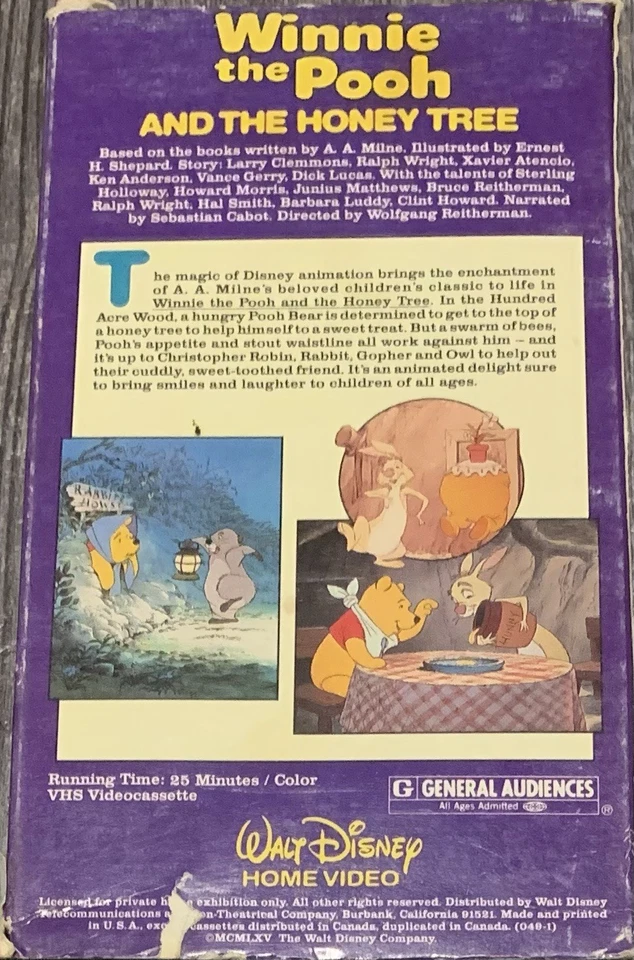 Winnie
the Pooh
AND THE HONEY TREE
Based on the books written by A. A. Milne. Illustrated by Ernest
H. Shepard. Story: Larry Clemmons, Ralph Wright, Xavier Atencio,
Ken Anderson, Vance Gerry, Dick Lucas. With the talents of Sterling
Holloway, Howard Morris, Junius Matthews, Bruce Reitherman,
Ralph Wright, Hal Smith, Barbara Luddy, Clint Howard. Narrated
by Sebastian Cabot. Directed by Wolfgang Reitherman.
The magic of Disney animation brings the enchantment
of A. A. Milne's beloved children's classic to life in
Winnie the Pooh and the Honey Tree. In the Hundred
Acre Wood, a hungry Pooh Bear is determined to get to the top of
a honey tree to help himself to a sweet treat. But a swarm of bees,
Pooh's appetite and stout waistline all work against him – and
it's up to Christopher Robin, Rabbit, Gopher and Owl to help out
their cuddly, sweet-toothed friend. It's an animated delight sure
to bring smiles and laughter to children of all ages.
RABBITS
HOWSE
HUNNY
Running Time: 25 Minutes / Color
VHS Videocassette
G GENERAL AUDIENCES
All Ages Admitted
®
WALT DISNEY
HOME VIDEO
Licensed for private exhibition only. All other rights reserved. Distributed by Walt Disney
Telecommunications n-Theatrical Company, Burbank, California 91521. Made and printed
in U.S.A., cassettes distributed in Canada, duplicated in Canada. (049-1)
©MCMLXV The Walt Disney Company.